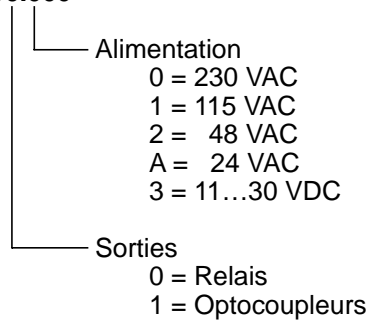 Alimentation
0 = 230 VAC
1 = 115 VAC
2 = 48 VAC
A = 24 VAC
3 = 11…30 VDC
Sorties
0 = Relais
1 = Optocoupleurs